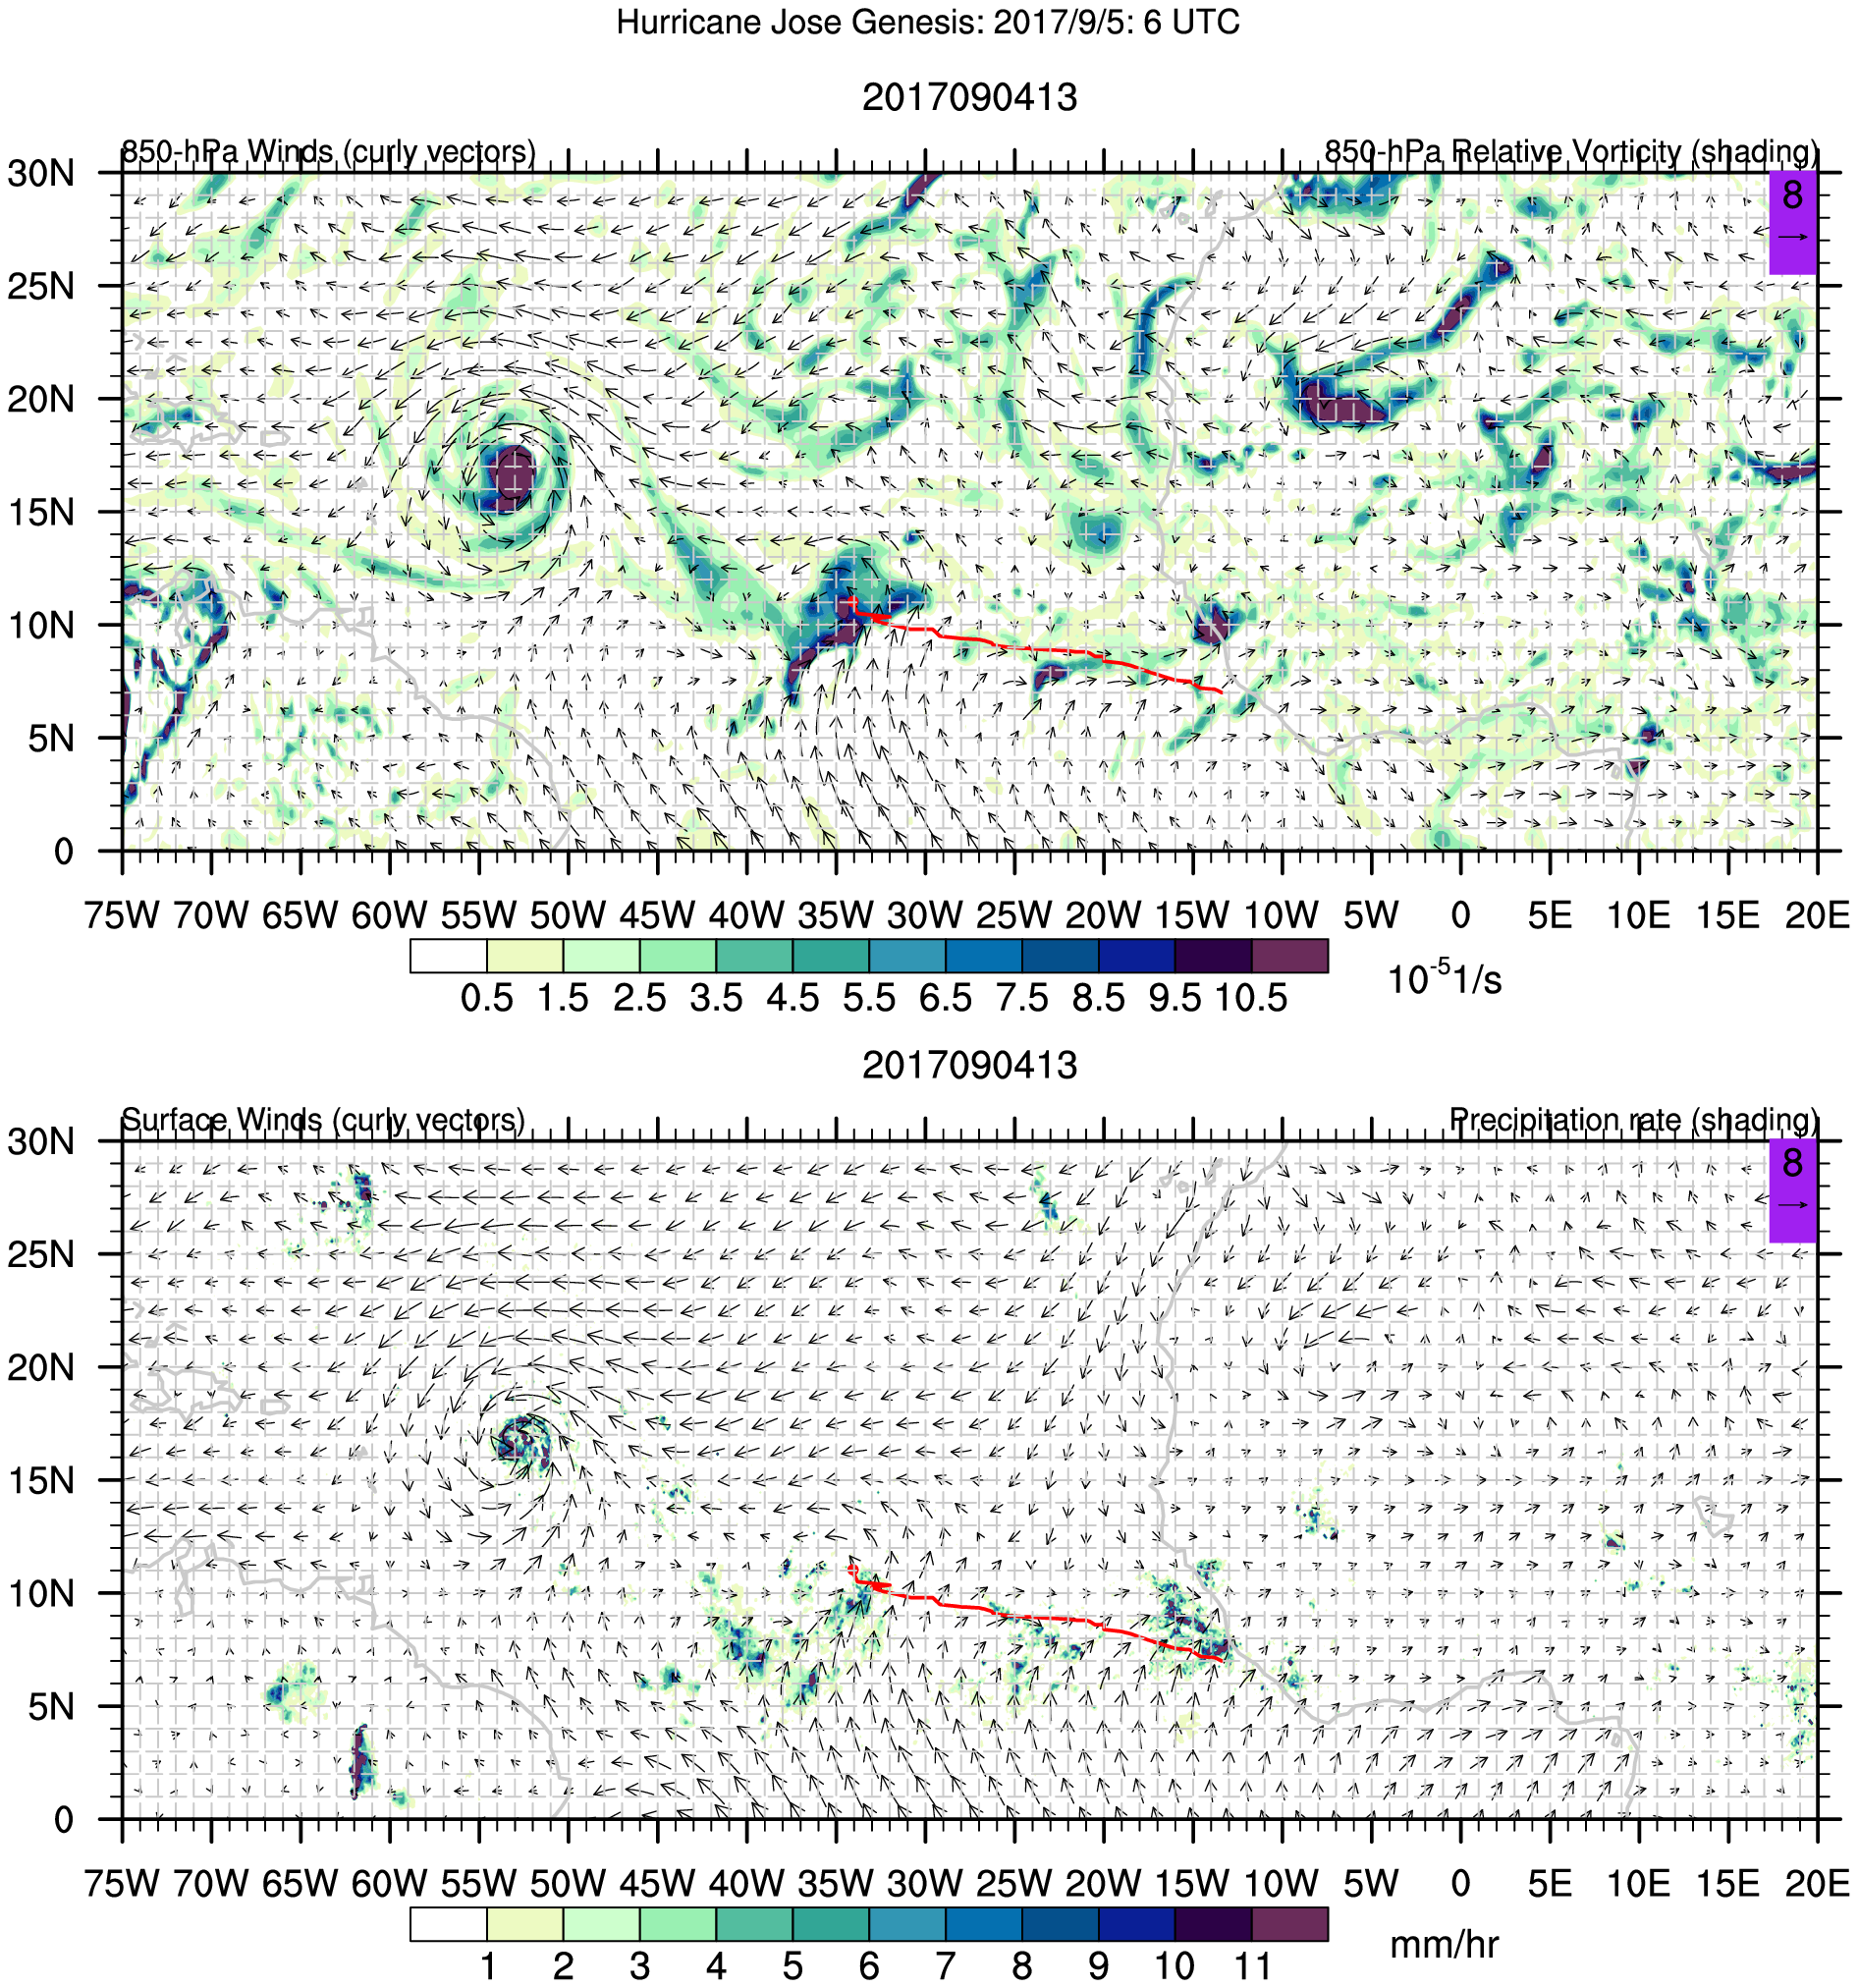 Hurricane Jose Genesis: 2017/9/5: 6 UTC
2017090413
850-hPa Winds (curly vectors) 850-hPa Relative Vorticity (shading)
30N
25N
20N
15N
10N
5N
0
8
75W 70W 65W 60W 55W 50W 45W 40W 35W 30W 25W 20W 15W 10W 5W 0 5E 10E 15E 20E
0.5 1.5 2.5 3.5 4.5 5.5 6.5 7.5 8.5 9.5 10.5
10⁻⁵1/s
2017090413
Surface Winds (curly vectors) Precipitation rate (shading)
30N
25N
20N
15N
10N
5N
0
8
75W 70W 65W 60W 55W 50W 45W 40W 35W 30W 25W 20W 15W 10W 5W 0 5E 10E 15E 20E
1 2 3 4 5 6 7 8 9 10 11
mm/hr